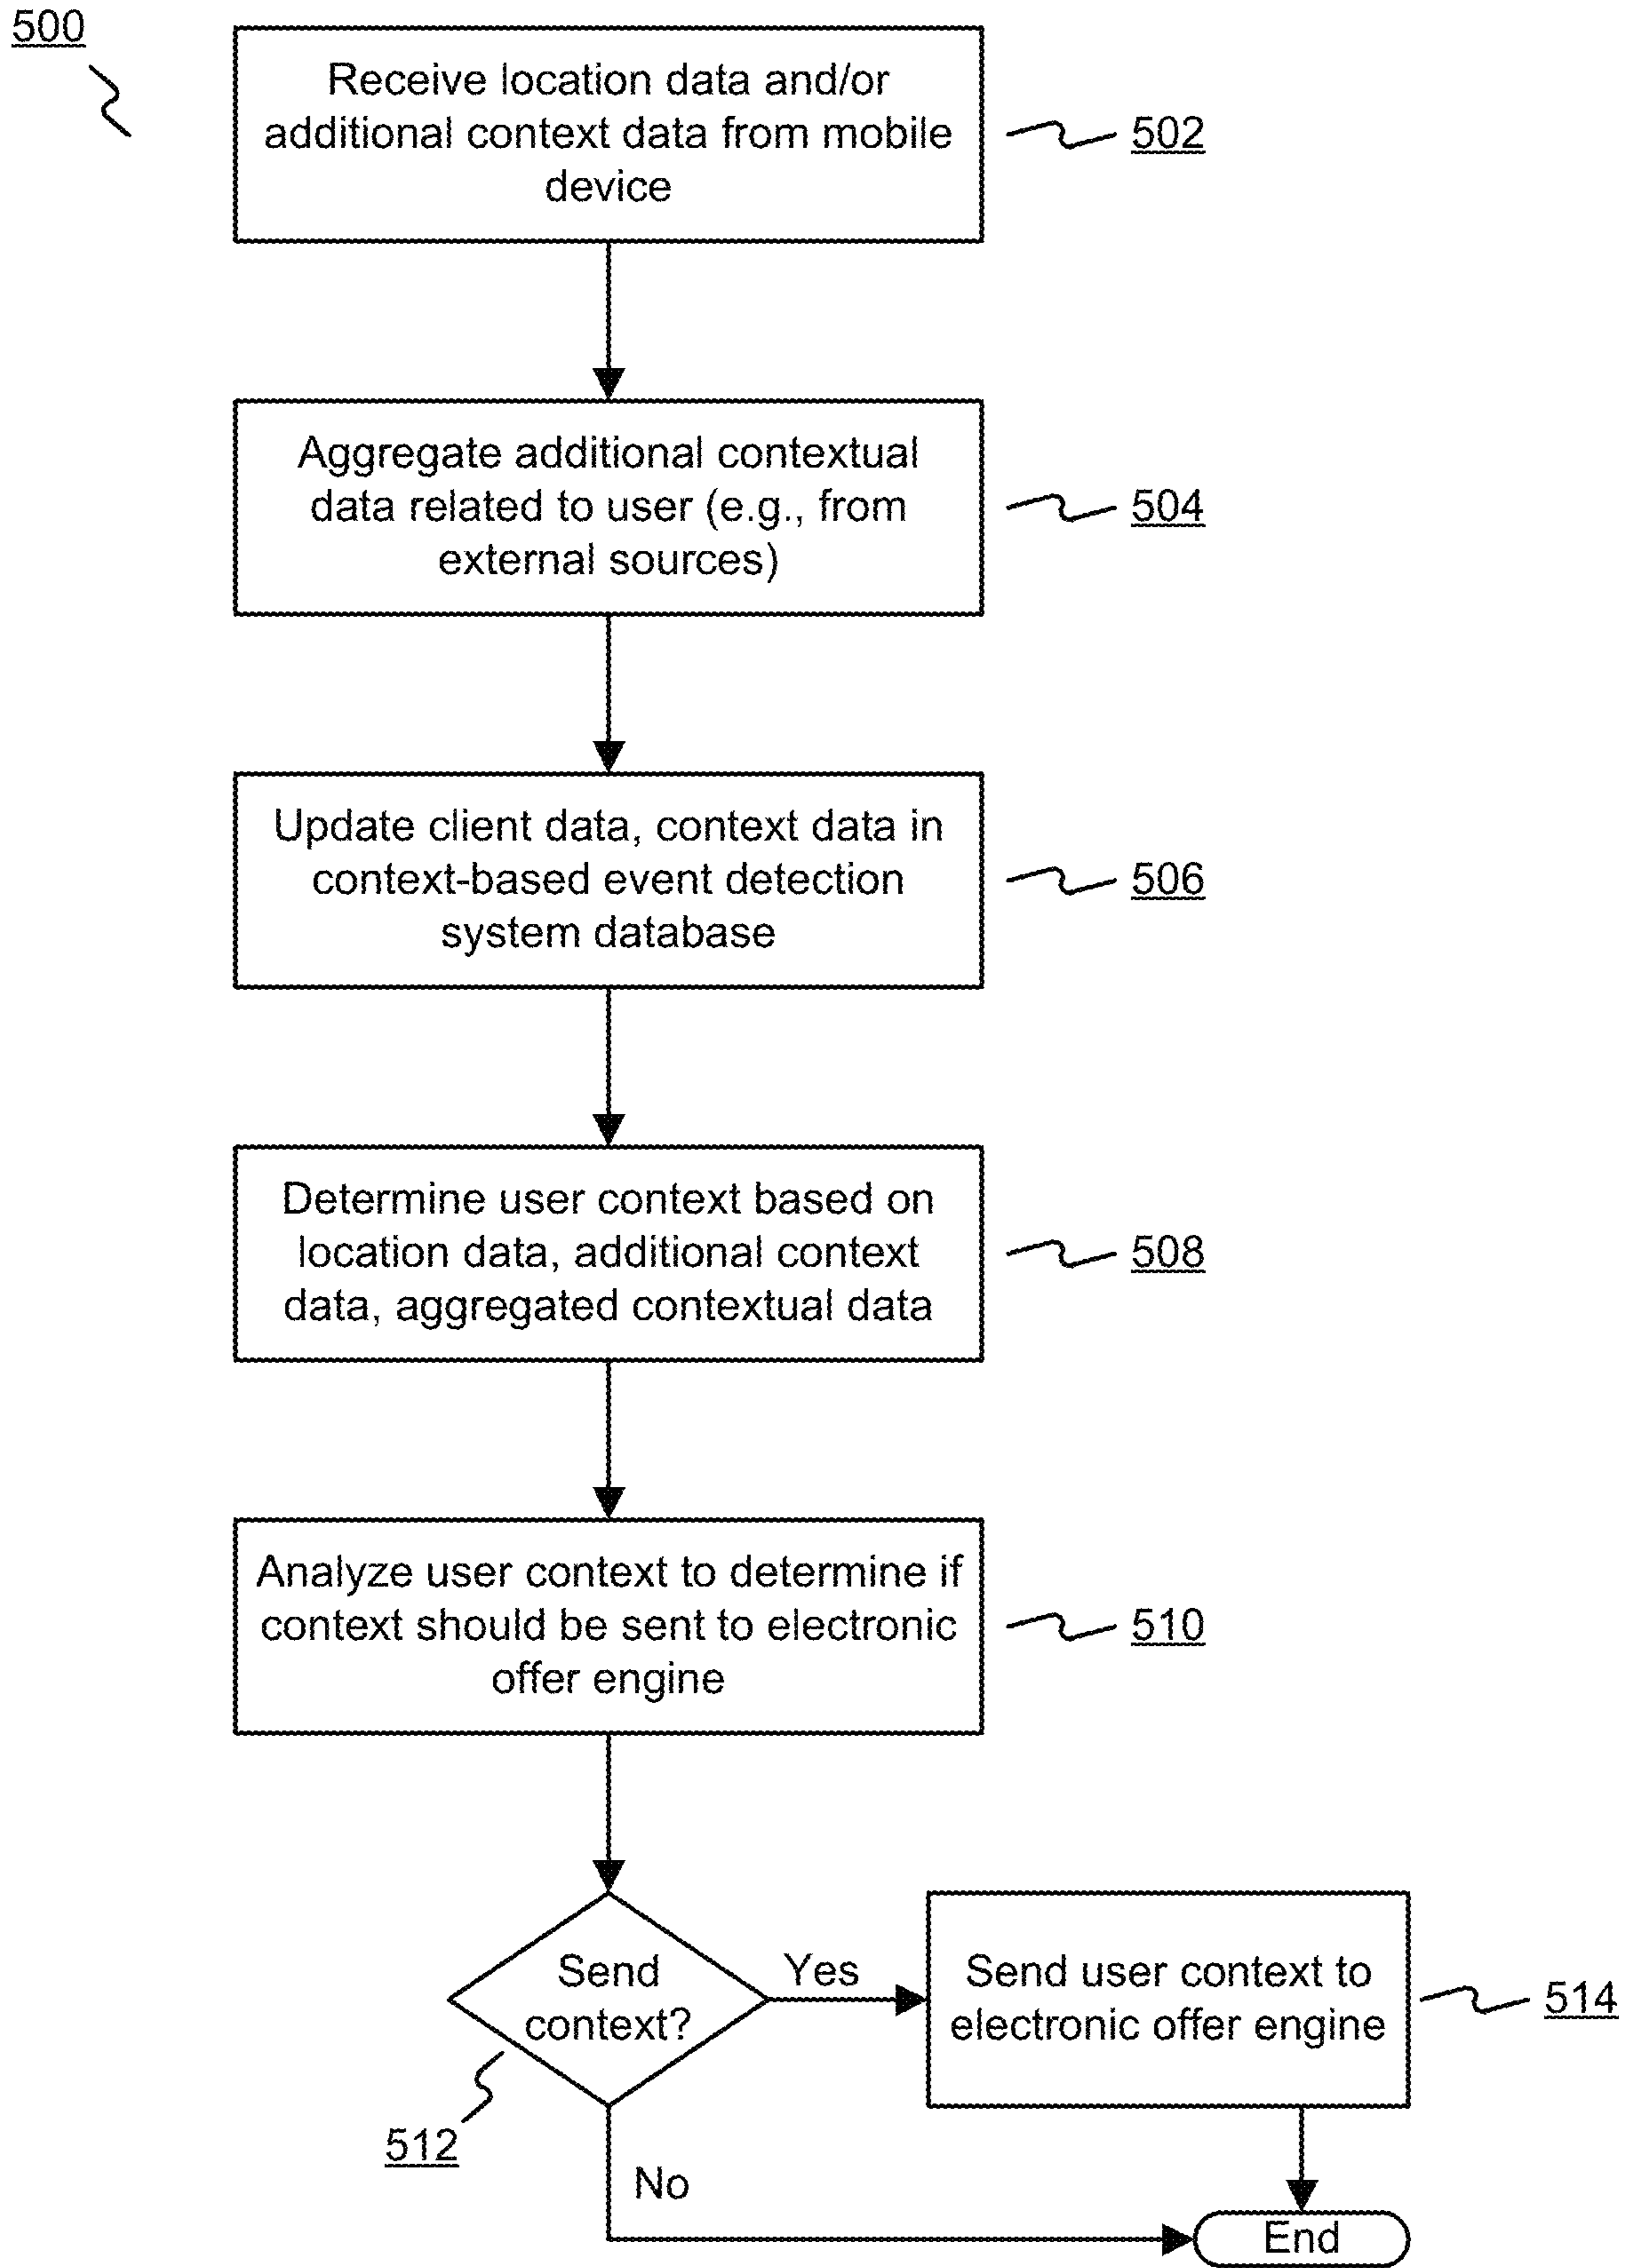 500
Receive location data and/or
additional context data from mobile
device
502
Aggregate additional contextual
data related to user (e.g., from
external sources)
504
Update client data, context data in
context-based event detection
system database
506
Determine user context based on
location data, additional context
data, aggregated contextual data
508
Analyze user context to determine if
context should be sent to electronic
offer engine
510
Send
context?
512
Yes
Send user context to
electronic offer engine
514
No
End